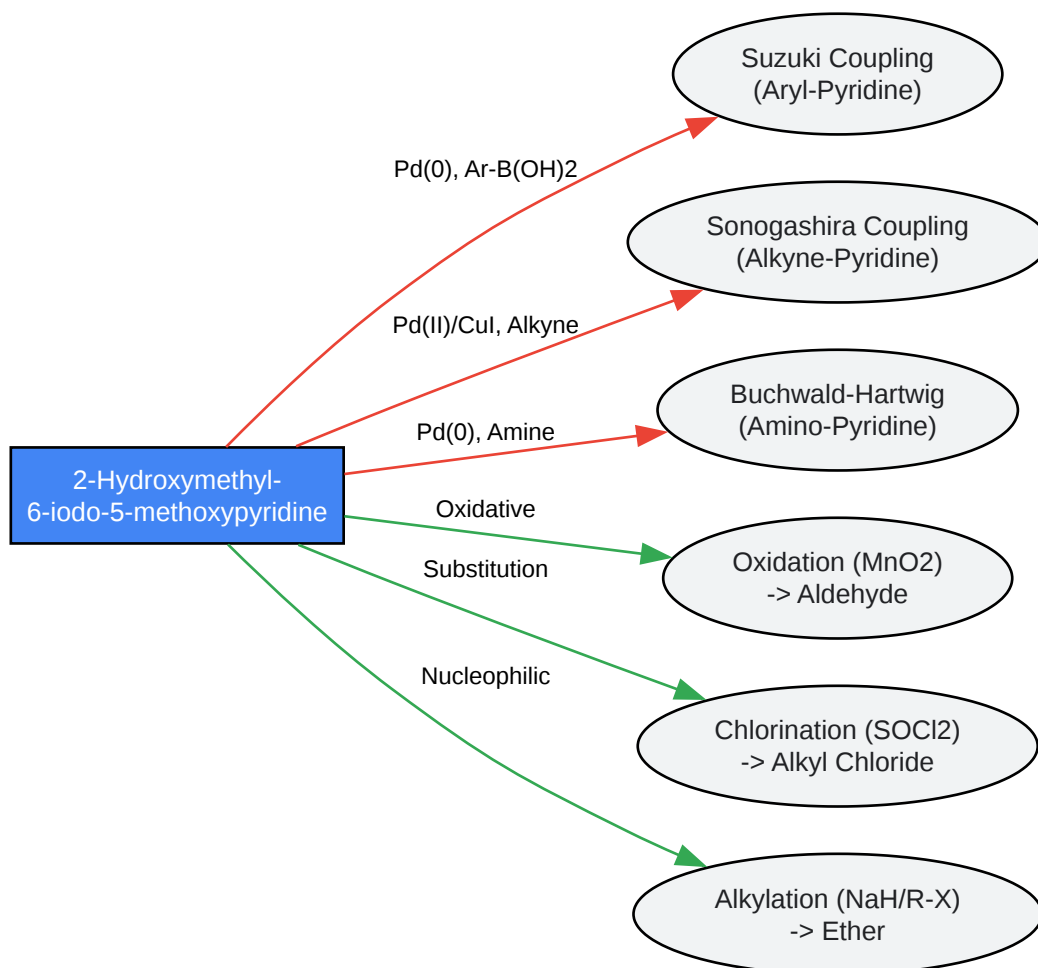 Suzuki Coupling
(Aryl-Pyridine)
Pd(0), Ar-B(OH)2
Sonogashira Coupling
(Alkyne-Pyridine)
Pd(II)/CuI, Alkyne
Buchwald-Hartwig
(Amino-Pyridine)
Pd(0), Amine
2-Hydroxymethyl-
6-iodo-5-methoxypyridine
Oxidative
Oxidation (MnO2)
-> Aldehyde
Substitution
Chlorination (SOCl2)
-> Alkyl Chloride
Nucleophilic
Alkylation (NaH/R-X)
-> Ether